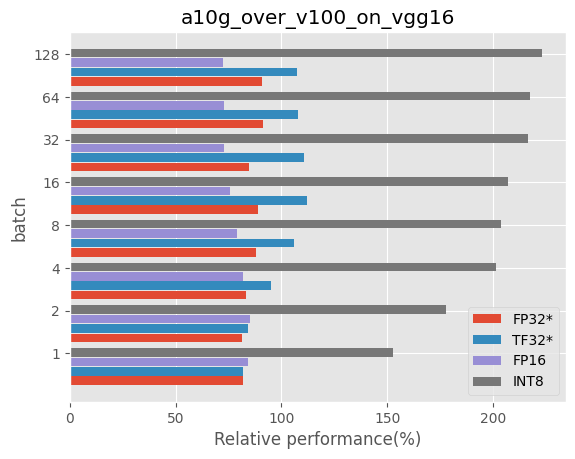 a10g_over_v100_on_vgg16
128
64
32
16
8
4
2
1
batch
0
50
100
150
200
Relative performance(%)
FP32*
TF32*
FP16
INT8